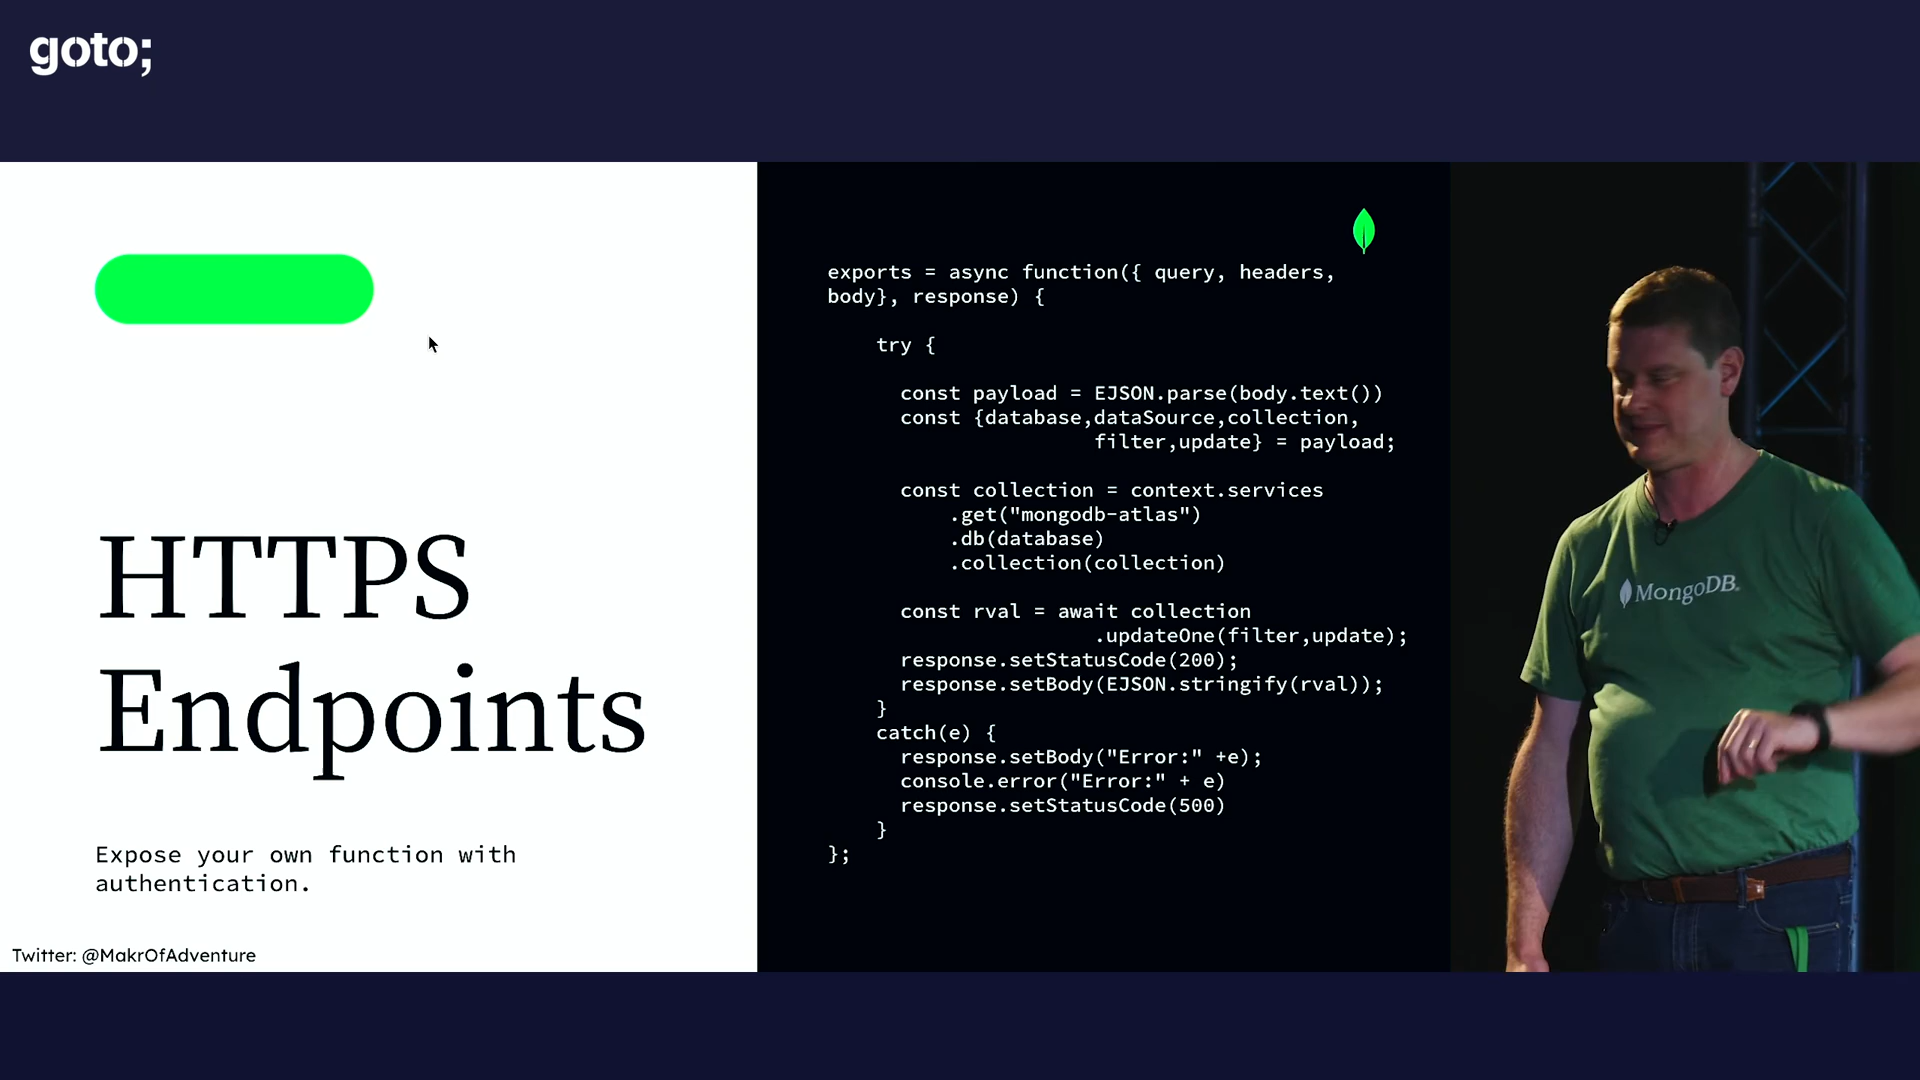 goto;
HTTPS
Endpoints
Expose your own function with
authentication.
Twitter: @MakrOfAdventure
exports = async function({ query, headers,
body}, response) {
try {
const payload = EJSON.parse(body.text())
const {database,dataSource,collection,
filter,update} = payload;
const collection = context.services
.get("mongodb-atlas")
.db(database)
.collection(collection)
const rval = await collection
.updateOne(filter,update);
response.setStatusCode(200);
response.setBody(EJSON.stringify(rval));
}
catch(e) {
response.setBody("Error:" +e);
console.error("Error:" + e)
response.setStatusCode(500)
}
};
MongoDB®